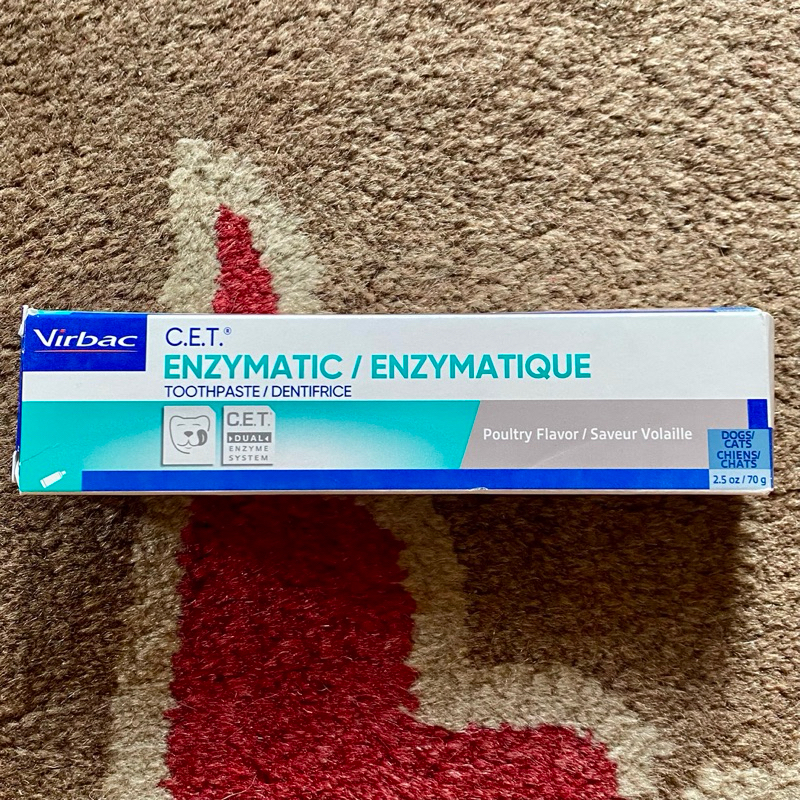 Virbac
C.E.T.®
ENZYMATIC / ENZYMATIQUE
TOOTHPASTE / DENTIFRICE
C.E.T.
DUAL
ENZYME
SYSTEM
Poultry Flavor / Saveur Volaille
DOGS/
CATS
CHIENS/
CHATS
2.5 oz / 70 g